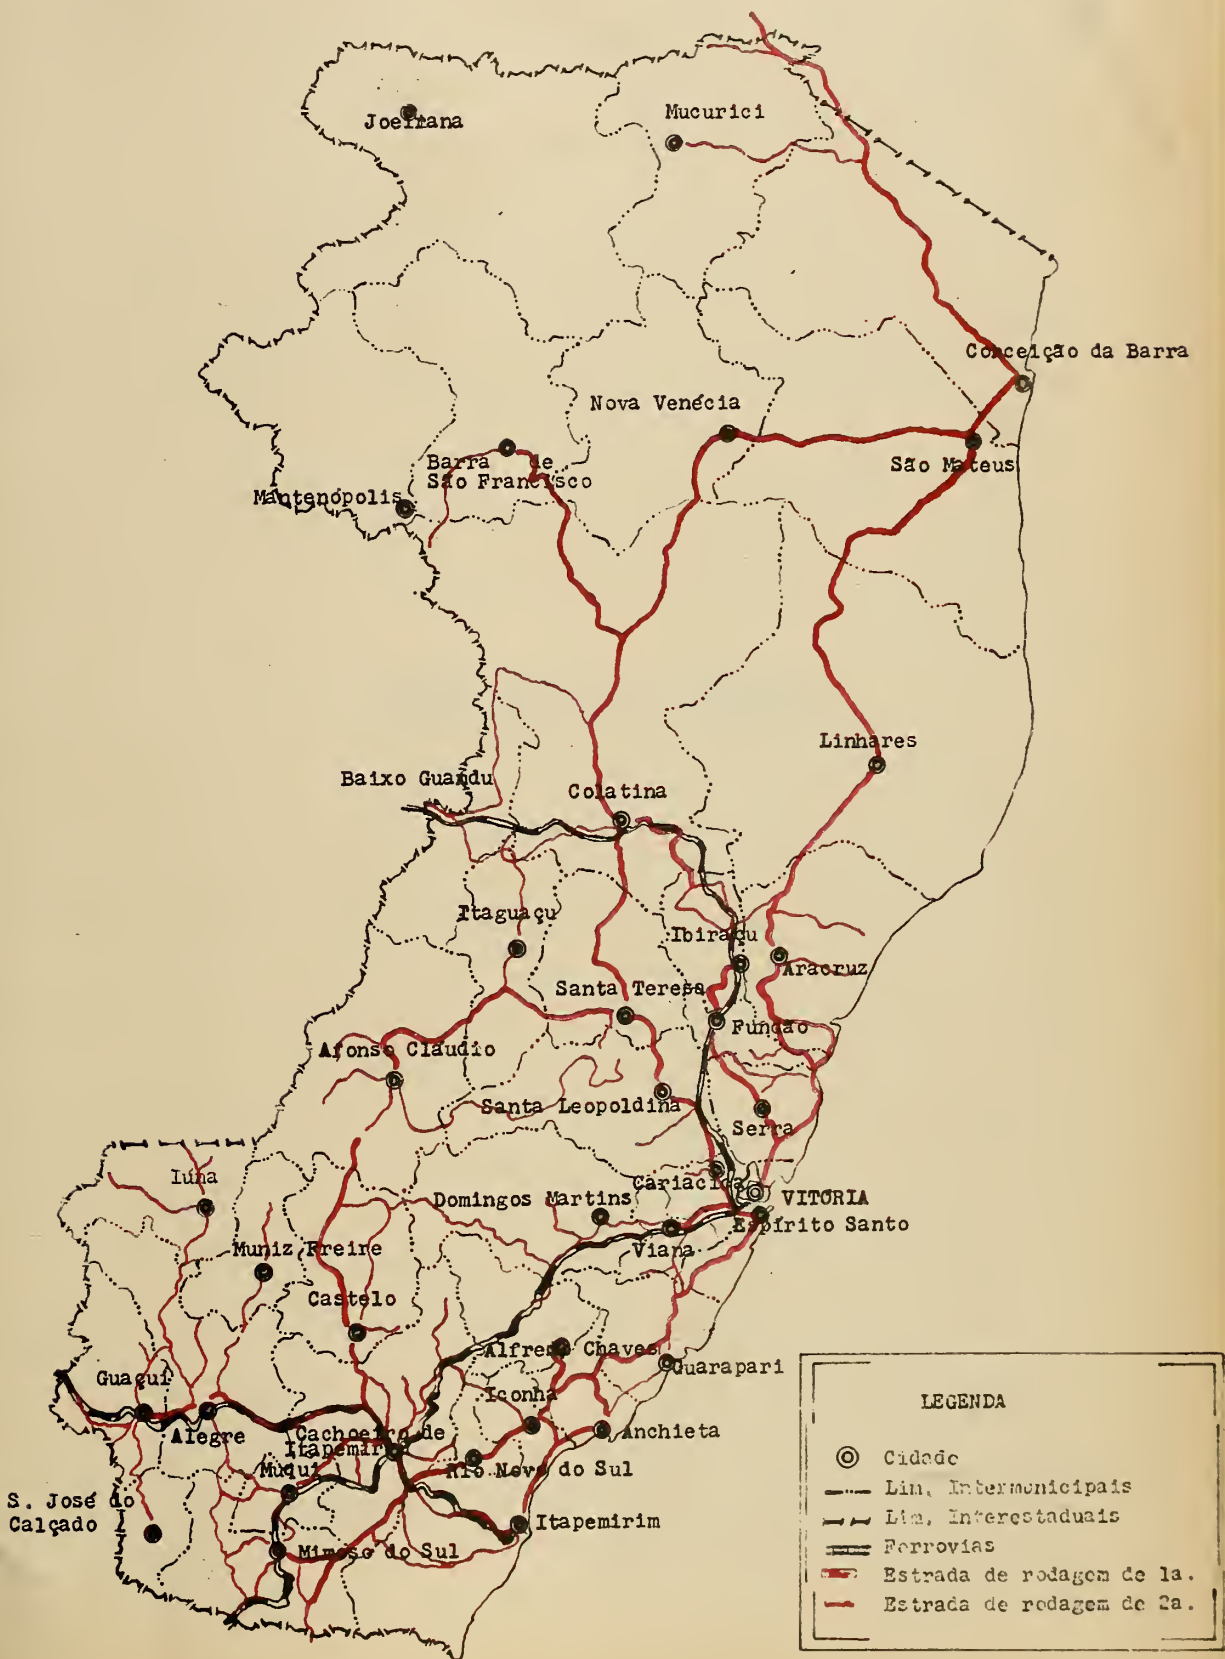 Joeirana
Mucurici
Conceição da Barra
Nova Venécia
São Mateus
Barra de
São Francisco
Mantenópolis
Linhares
Baixo Guandu
Colatina
Itaguaçu
Ibiraçu
Aracruz
Santa Teresa
Fundão
Afonso Cláudio
Santa Leopoldina
Serra
Iúna
Cariacica
Domingos Martins
VITÓRIA
Espírito Santo
Viana
Muniz Freire
Castelo
Alfredo Chaves
Guarapari
Guaçui
Iconha
Alegre
Cachoeiro de
Itapemirim
Anchieta
Muqui
Rio Novo do Sul
S. José do
Calçado
Itapemirim
Mimoso do Sul
LEGENDA
Cidade
Lim. Intermunicipais
Lim. Interestaduais
Ferrovias
Estrada de rodagem de 1a.
Estrada de rodagem de 2a.